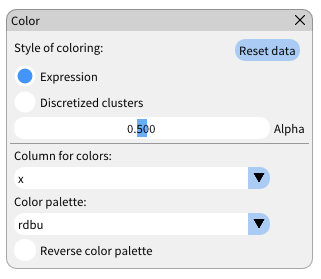 Color
Style of coloring:
Reset data
Expression
Discretized clusters
0.500 Alpha
Column for colors:
x
Color palette:
rdbu
Reverse color palette